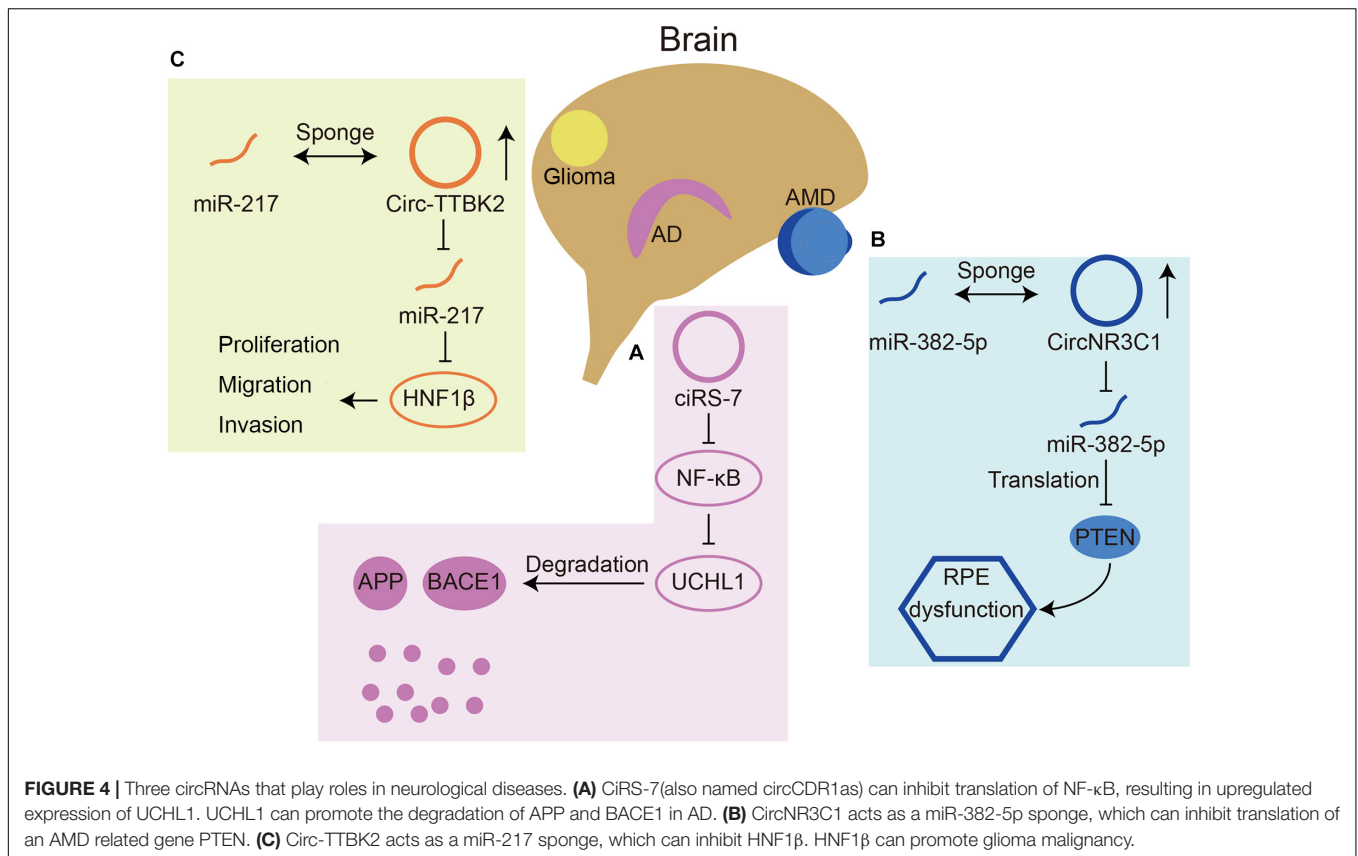 Brain
C
Sponge
miR-217
Circ-TTBK2
miR-217
HNF1β
Proliferation
Migration
Invasion
Glioma
AD
AMD
A
ciRS-7
NF-κB
UCHL1
Degradation
APP
BACE1
B
Sponge
miR-382-5p
CircNR3C1
miR-382-5p
Translation
PTEN
RPE
dysfunction
FIGURE 4 | Three circRNAs that play roles in neurological diseases. (A) CiRS-7(also named circCDR1as) can inhibit translation of NF-κB, resulting in upregulated
expression of UCHL1. UCHL1 can promote the degradation of APP and BACE1 in AD. (B) CircNR3C1 acts as a miR-382-5p sponge, which can inhibit translation of
an AMD related gene PTEN. (C) Circ-TTBK2 acts as a miR-217 sponge, which can inhibit HNF1β. HNF1β can promote glioma malignancy.